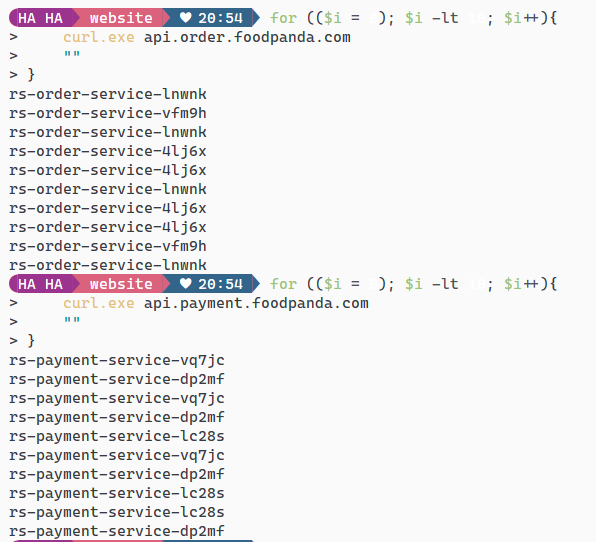 HA HA website ♥ 20:54 for (($i = ); $i -lt ; $i++){
> curl.exe api.order.foodpanda.com
> ""
> }
rs-order-service-lnwnk
rs-order-service-vfm9h
rs-order-service-lnwnk
rs-order-service-4lj6x
rs-order-service-4lj6x
rs-order-service-lnwnk
rs-order-service-4lj6x
rs-order-service-4lj6x
rs-order-service-vfm9h
rs-order-service-lnwnk
HA HA website ♥ 20:54 for (($i = ); $i -lt ; $i++){
> curl.exe api.payment.foodpanda.com
> ""
> }
rs-payment-service-vq7jc
rs-payment-service-dp2mf
rs-payment-service-vq7jc
rs-payment-service-dp2mf
rs-payment-service-lc28s
rs-payment-service-vq7jc
rs-payment-service-dp2mf
rs-payment-service-lc28s
rs-payment-service-lc28s
rs-payment-service-dp2mf